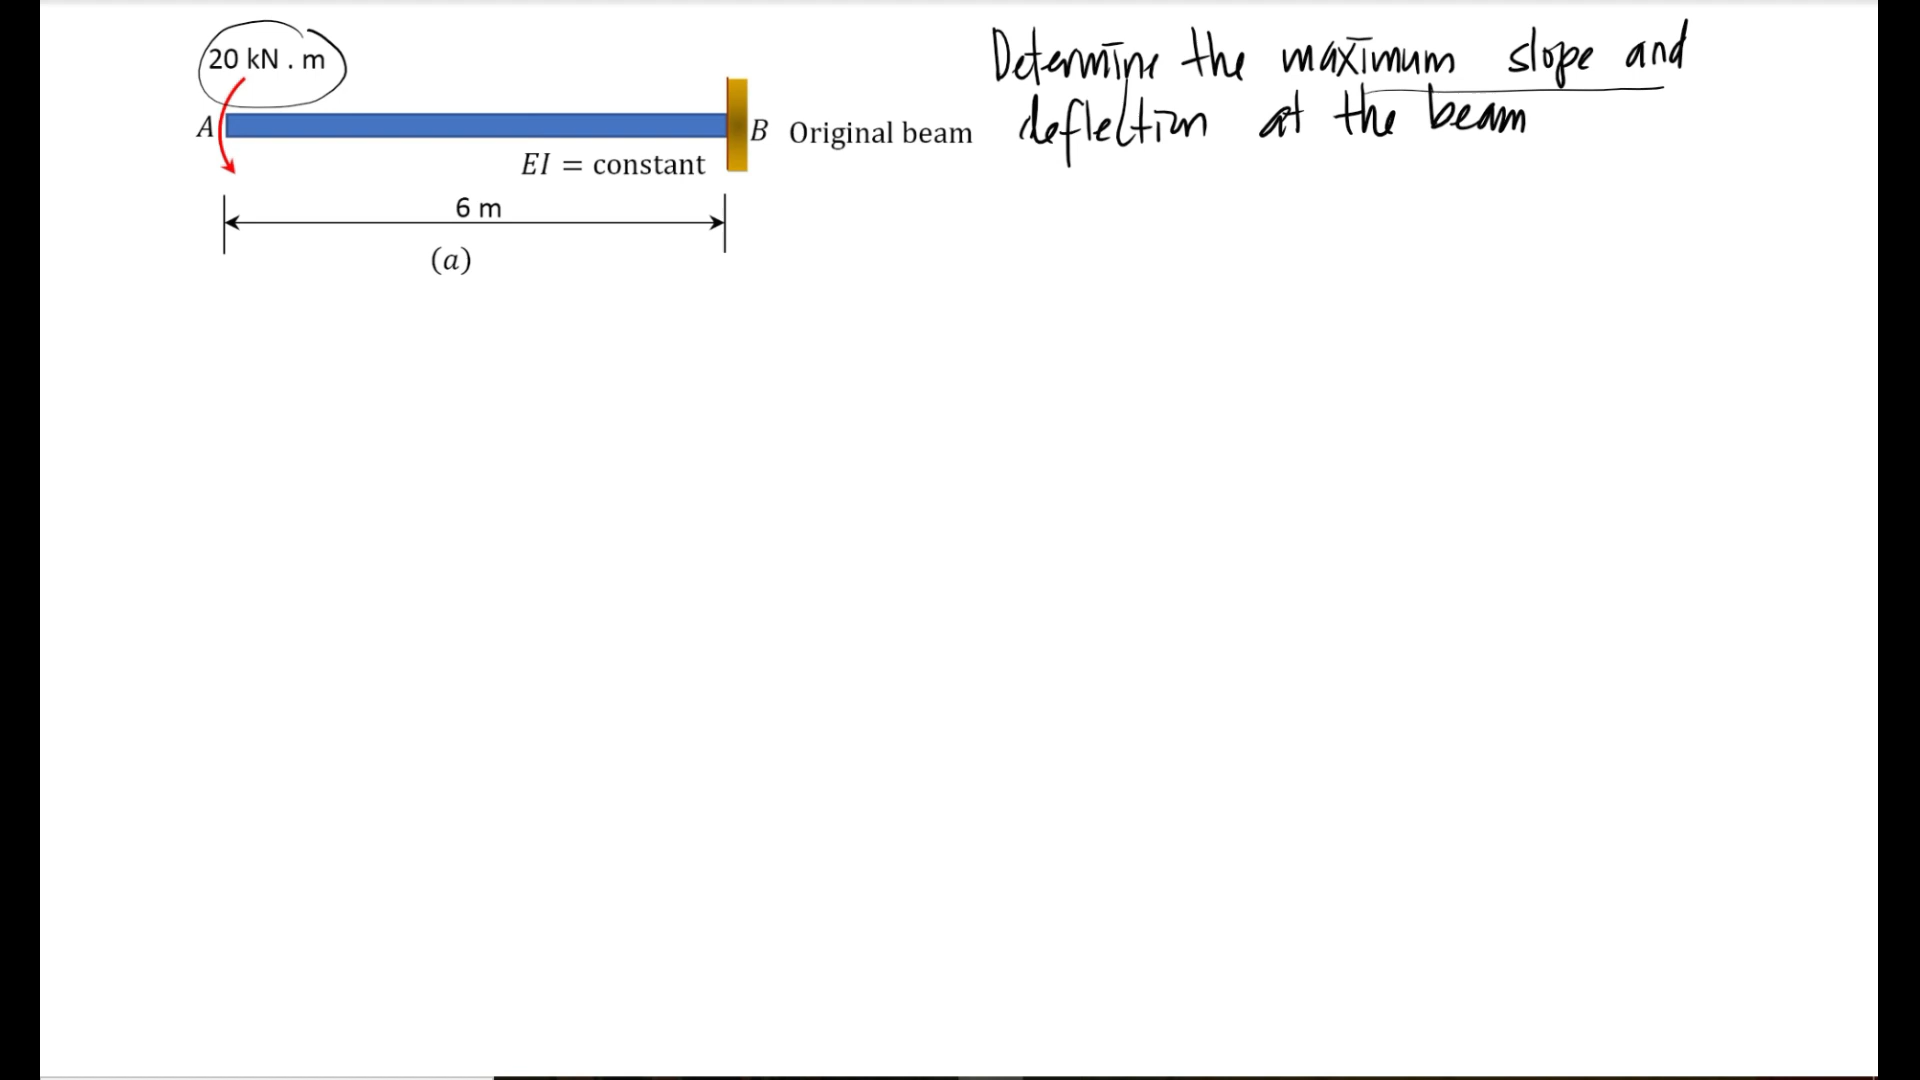 20 kN . m
Determine the maximum slope and
deflection at the beam
A
B Original beam
EI = constant
6 m
(a)